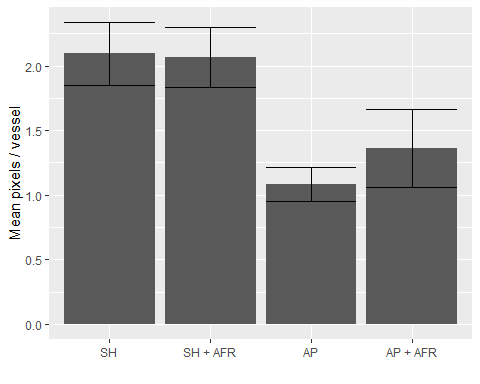 Mean pixels / vessel
2.0
1.5
1.0
0.5
0.0
SH SH + AFR AP AP + AFR